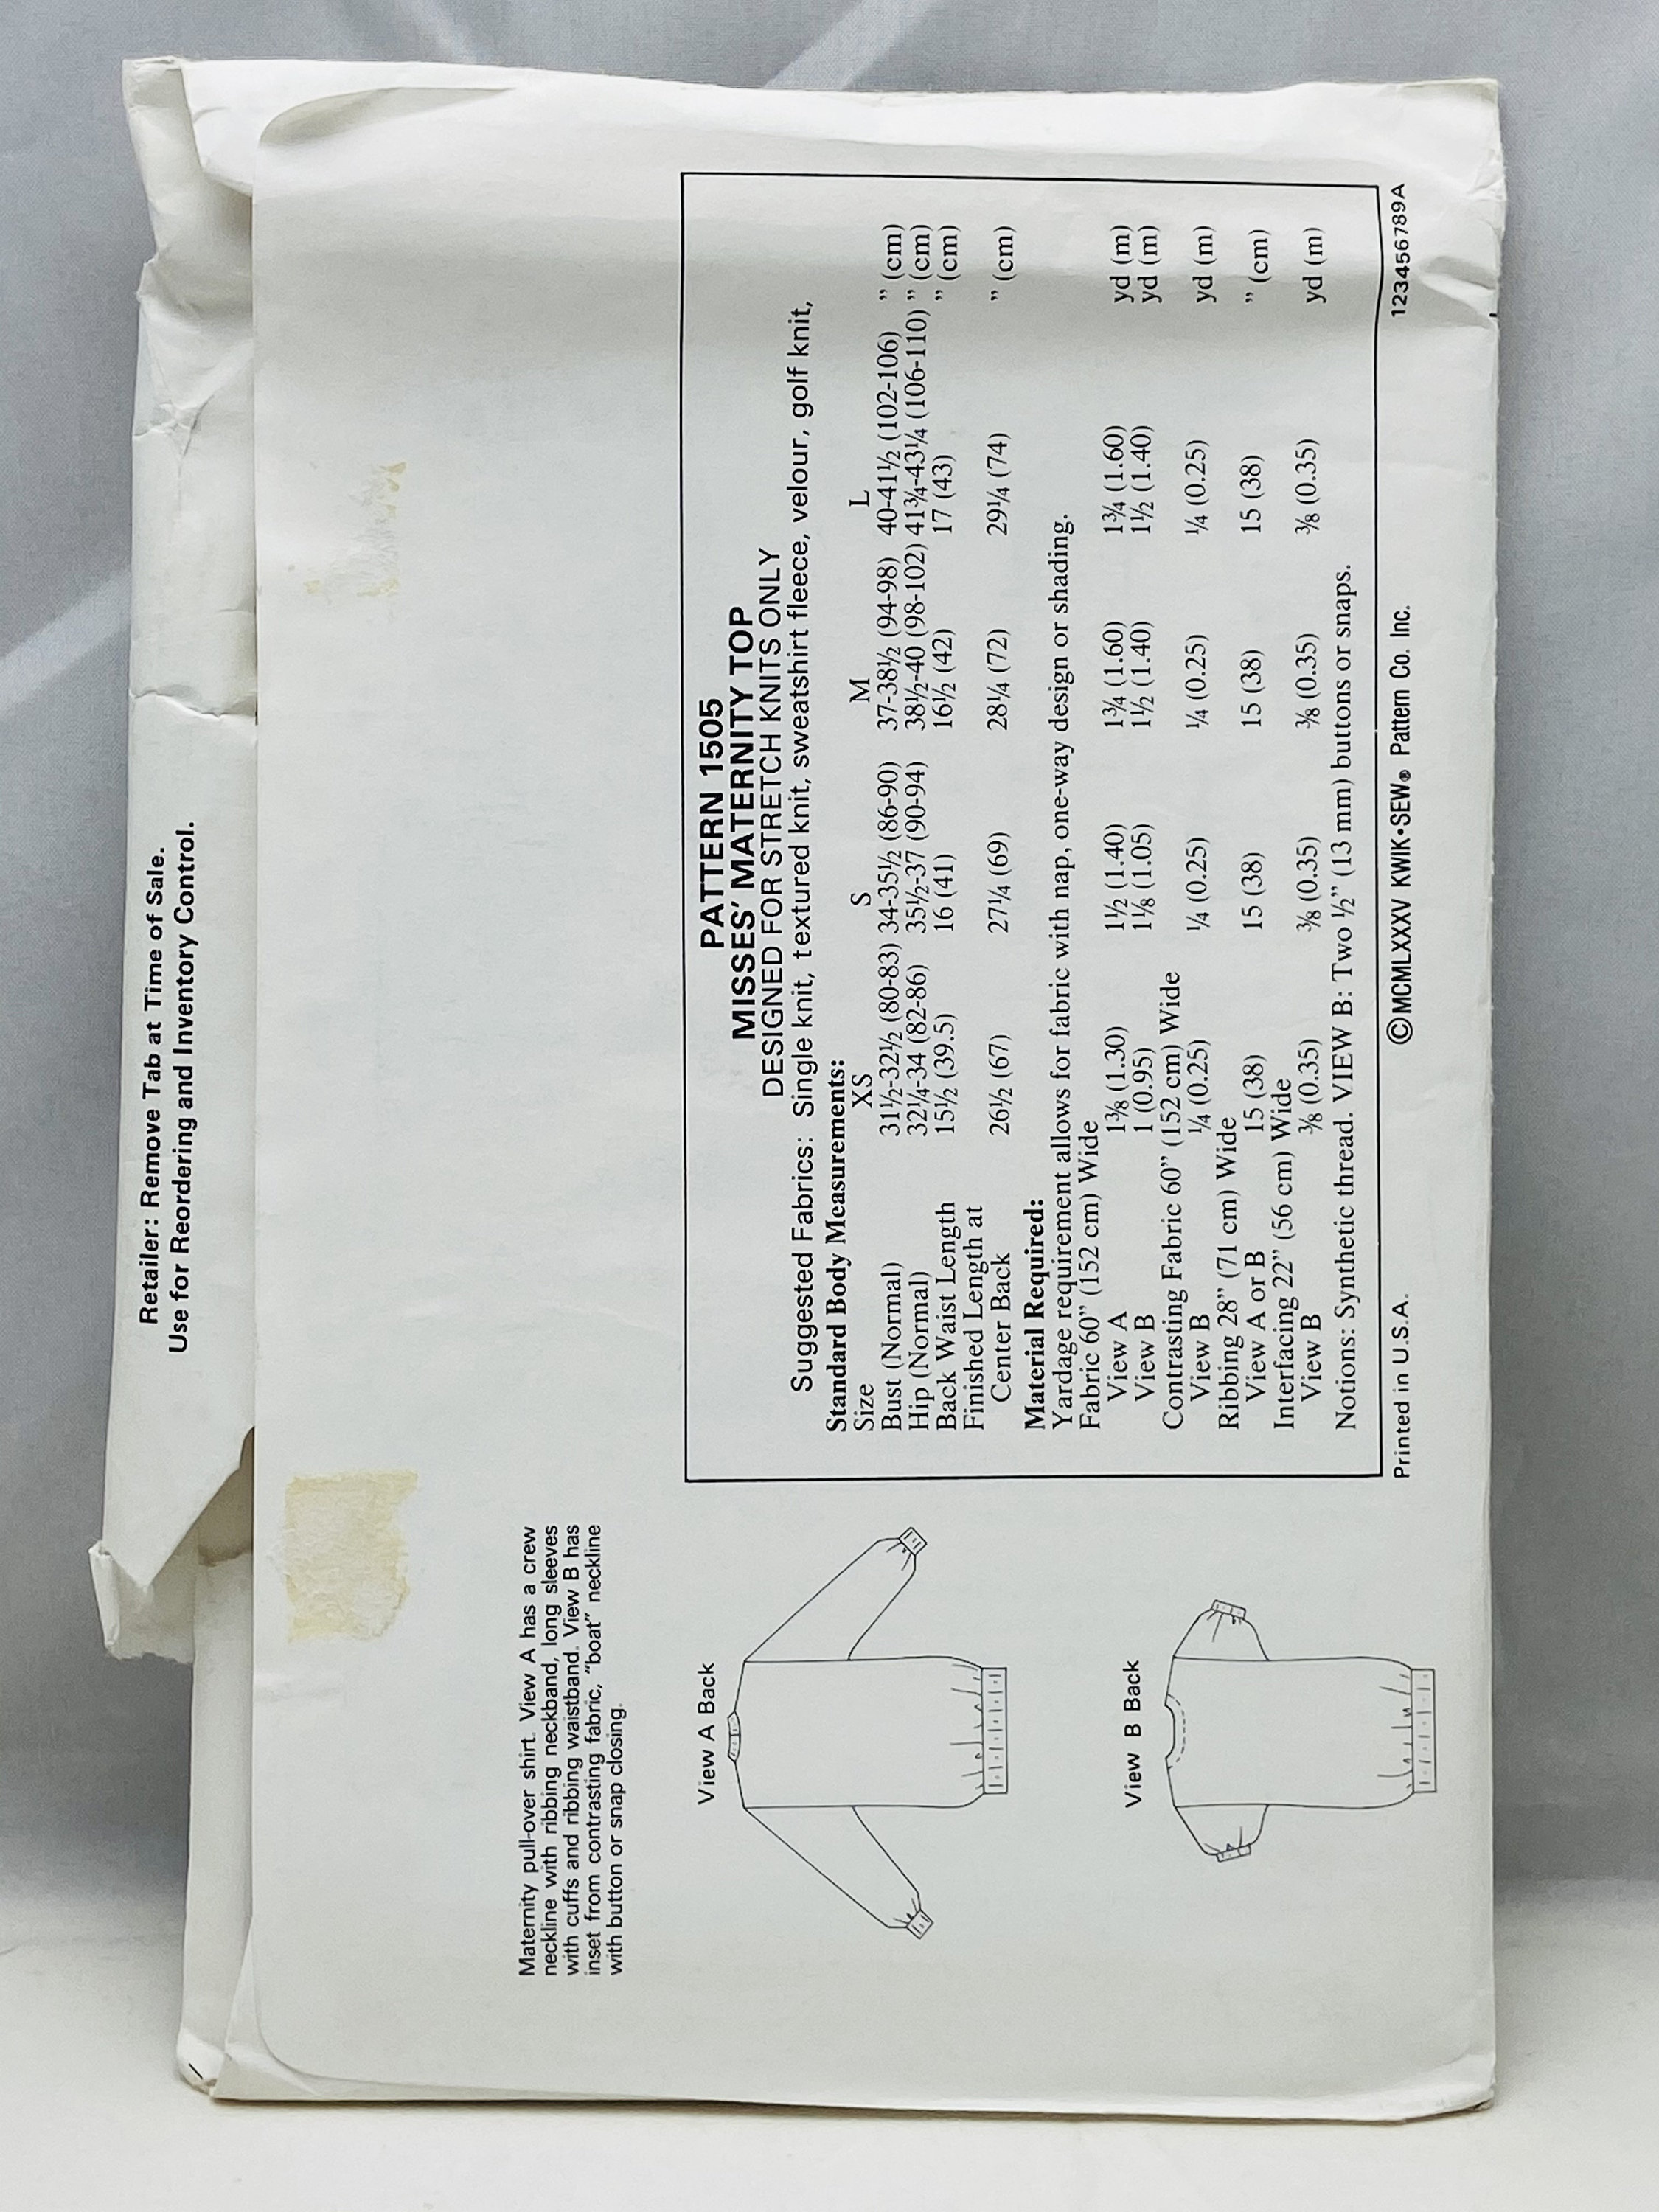 Retailer: Remove Tab at Time of Sale.
Use for Reordering and Inventory Control.
Maternity pull-over shirt. View A has a crew
neckline with ribbing neckband, long sleeves
with cuffs and ribbing waistband. View B has
inset from contrasting fabric, "boat" neckline
with button or snap closing.
View A Back
View B Back
PATTERN 1505
MISSES' MATERNITY TOP
DESIGNED FOR STRETCH KNITS ONLY
Suggested Fabrics: Single knit, textured knit, sweatshirt fleece, velour, golf knit,
Standard Body Measurements:
Size XS S M L
Bust (Normal) 31½-32½ (80-83) 34-35½ (86-90) 37-38½ (94-98) 40-41½ (102-106) ” (cm)
Hip (Normal) 32¼-34 (82-86) 35½-37 (90-94) 38½-40 (98-102) 41¾-43¼ (106-110) ” (cm)
Back Waist Length 15½ (39.5) 16 (41) 16½ (42) 17 (43) ” (cm)
Finished Length at
Center Back 26½ (67) 27¼ (69) 28¼ (72) 29¼ (74) ” (cm)
Material Required:
Yardage requirement allows for fabric with nap, one-way design or shading.
Fabric 60” (152 cm) Wide
View A 1⅜ (1.30) 1½ (1.40) 1¾ (1.60) 1¾ (1.60) yd (m)
View B 1 (0.95) 1⅛ (1.05) 1½ (1.40) 1½ (1.40) yd (m)
Contrasting Fabric 60” (152 cm) Wide
View B ¼ (0.25) ¼ (0.25) ¼ (0.25) ¼ (0.25) yd (m)
Ribbing 28” (71 cm) Wide
View A or B 15 (38) 15 (38) 15 (38) 15 (38) ” (cm)
Interfacing 22” (56 cm) Wide
View B ⅜ (0.35) ⅜ (0.35) ⅜ (0.35) ⅜ (0.35) yd (m)
Notions: Synthetic thread. VIEW B: Two ½” (13 mm) buttons or snaps.
Printed in U.S.A. ©MCMLXXXV KWIK•SEW® Pattern Co. Inc. 123456789A